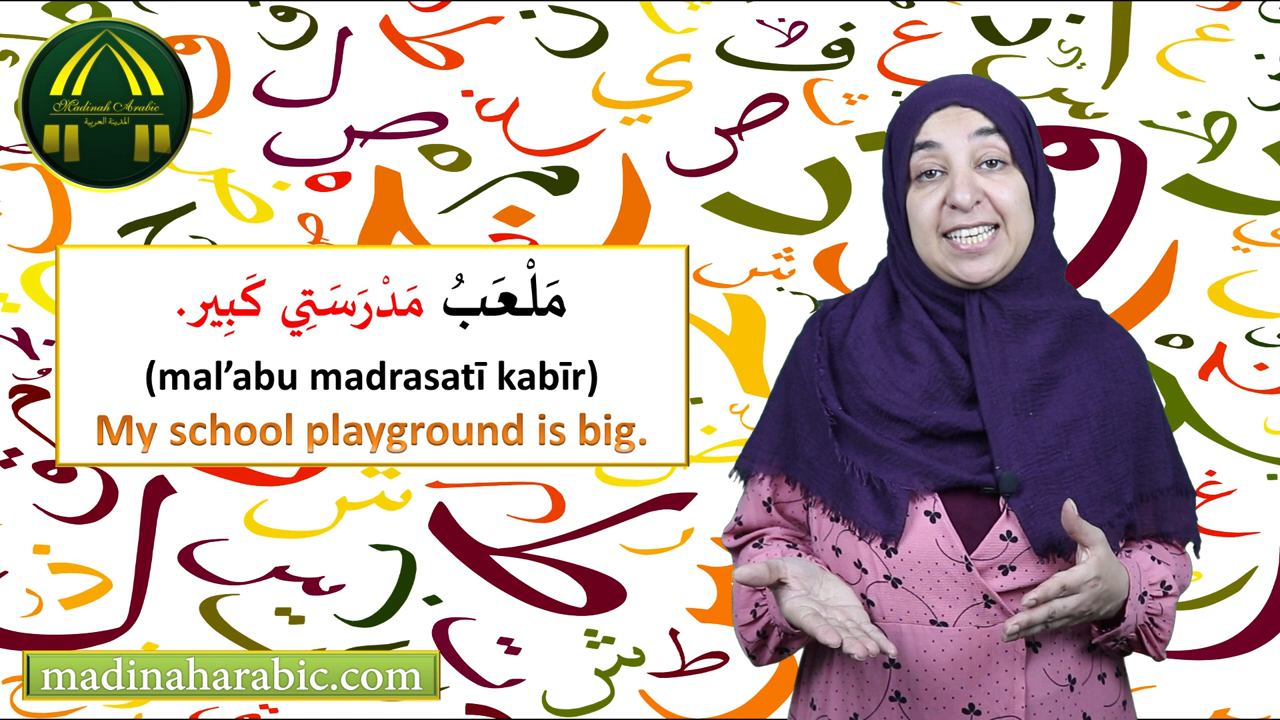 Madinah Arabic
المدينة العربية
مَلْعَبُ مَدْرَسَتِي كَبِير.
(mal’abu madrasatī kabīr)
My school playground is big.
madinaharabic.com